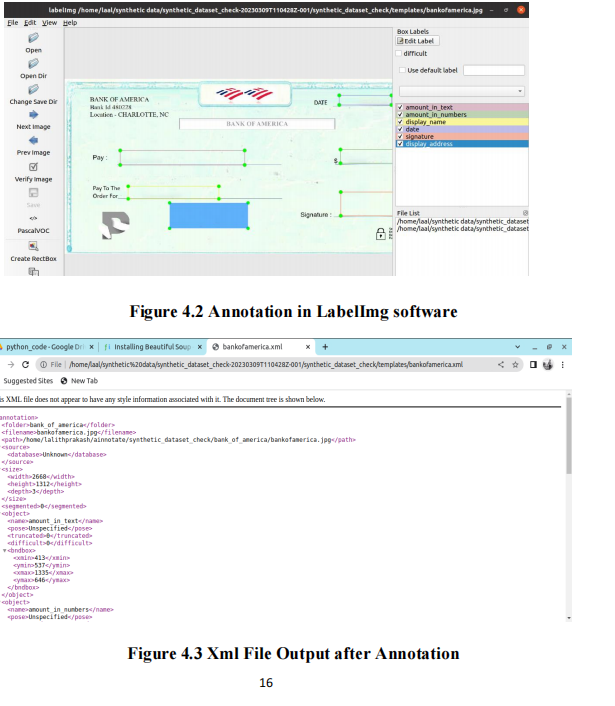 labelImg /home/laal/synthetic data/synthetic_dataset_check-20230309T110428Z-001/synthetic_dataset_check/templates/bankofamerica.jpg
File Edit View Help
Open
Open Dir
Change Save Dir
Next Image
Prev Image
Verify Image
Save
</>
PascalVOC
Create RectBox
BANK OF AMERICA
Bank Id 480228
Location - CHARLOTTE, NC
DATE
BANK OF AMERICA
Pay :
$
Pay To The
Order For
Signature :
Box Labels
Edit Label
difficult
Use default label
amount_in_text
amount_in_numbers
display_name
date
signature
display_address
File List
/home/laal/synthetic data/synthetic_dataset
/home/laal/synthetic data/synthetic_dataset
Figure 4.2 Annotation in LabelImg software
python_code - Google Dri
Installing Beautiful Soup
bankofamerica.xml
File | /home/laal/synthetic%20data/synthetic_dataset_check-20230309T110428Z-001/synthetic_dataset_check/templates/bankofamerica.xml
Suggested Sites New Tab
is XML file does not appear to have any style information associated with it. The document tree is shown below.
annotation>
<folder>bank_of_america</folder>
<filename>bankofamerica.jpg</filename>
<path>/home/lalithprakash/ainnotate/synthetic_dataset_check/bank_of_america/bankofamerica.jpg</path>
<source>
<database>Unknown</database>
</source>
<size>
<width>2668</width>
<height>1312</height>
<depth>3</depth>
</size>
<segmented>0</segmented>
<object>
<name>amount_in_text</name>
<pose>Unspecified</pose>
<truncated>0</truncated>
<difficult>0</difficult>
<bndbox>
<xmin>413</xmin>
<ymin>537</ymin>
<xmax>1335</xmax>
<ymax>646</ymax>
</bndbox>
</object>
<object>
<name>amount_in_numbers</name>
<pose>Unspecified</pose>
Figure 4.3 Xml File Output after Annotation
16